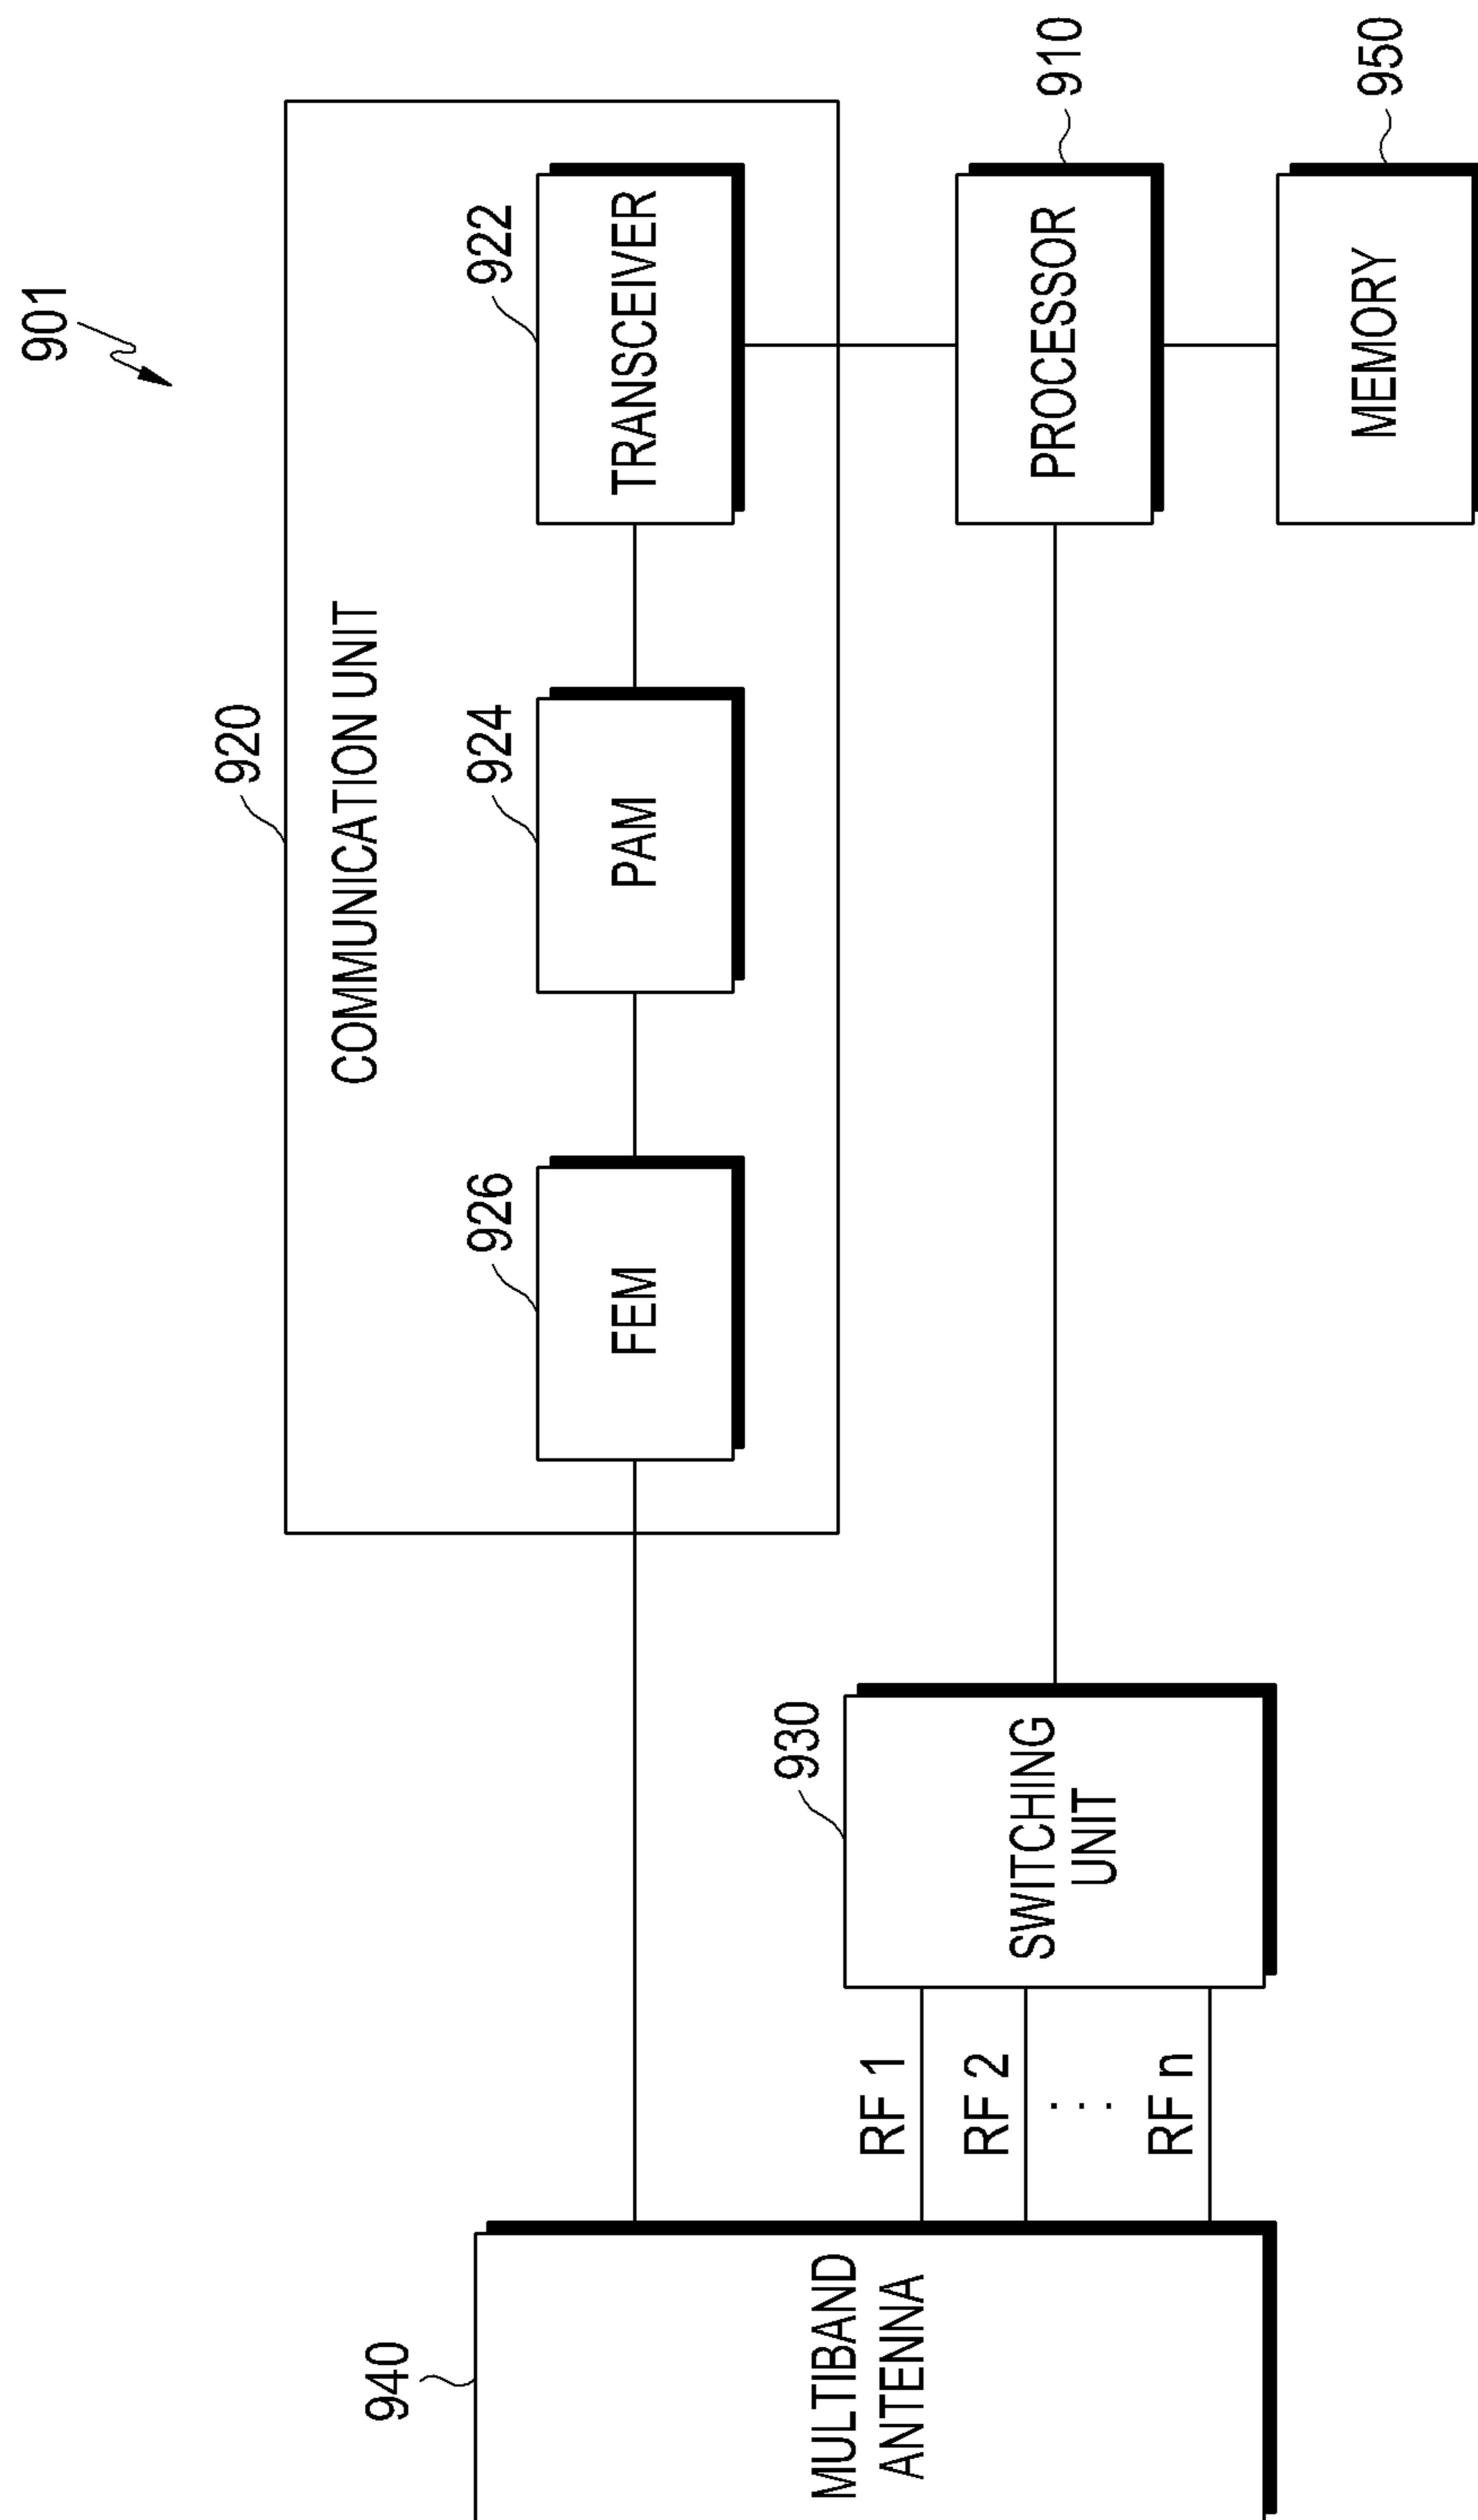 901
920
COMMUNICATION UNIT
940
926
924
922
FEM
PAM
TRANSCEIVER
930
MULTIBAND
ANTENNA
RF 1
RF 2
...
RF n
SWITCHING
UNIT
PROCESSOR
910
MEMORY
950